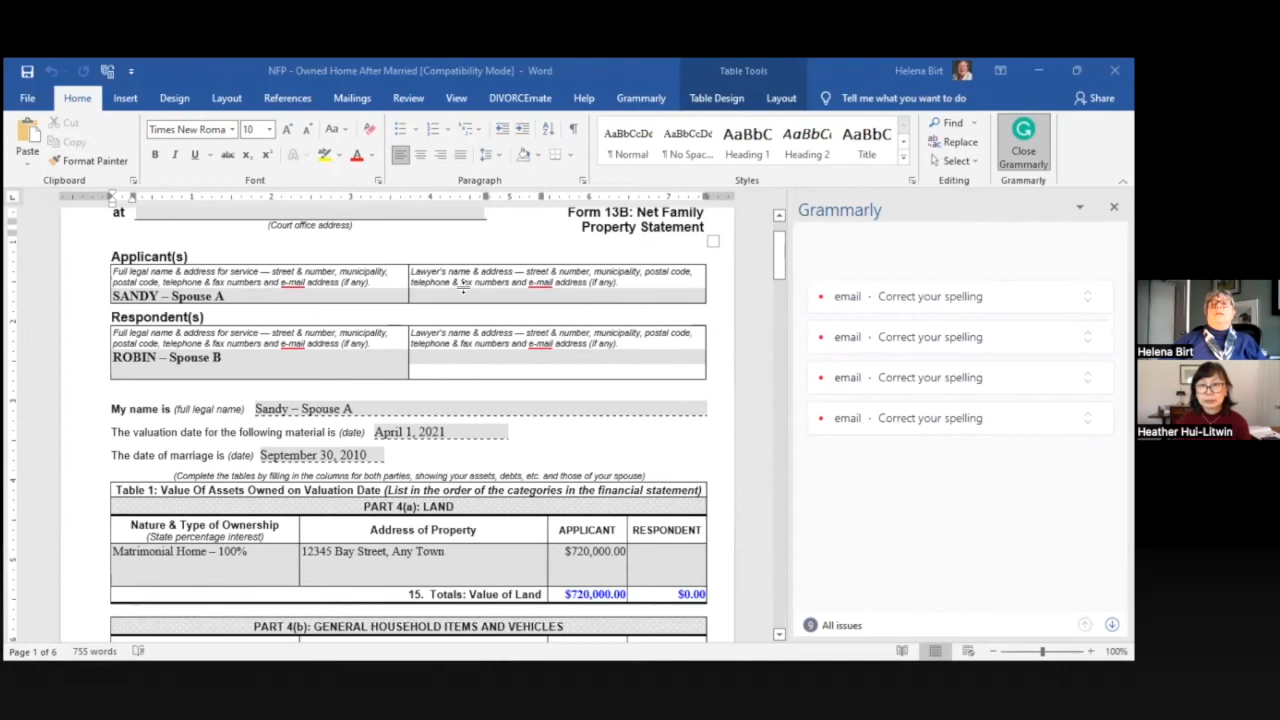 NFP - Owned Home After Married [Compatibility Mode] - Word
Table Tools
Helena Birt
File Home Insert Design Layout References Mailings Review View DIVORCEmate Help Grammarly Table Design Layout Tell me what you want to do Share
Paste
Cut
Copy
Format Painter
Clipboard
Times New Roma 10
Font
Paragraph
AaBbCcDd AaBbCcDd AaBbC AaBbCc AaBbC
¶ Normal ¶ No Spac... Heading 1 Heading 2 Title
Styles
Find
Replace
Select
Editing
Close
Grammarly
Grammarly
at
(Court office address)
Form 13B: Net Family
Property Statement
Applicant(s)
Full legal name & address for service — street & number, municipality,
postal code, telephone & fax numbers and e-mail address (if any).
Lawyer's name & address — street & number, municipality, postal code,
telephone & fax numbers and e-mail address (if any).
SANDY – Spouse A
Respondent(s)
Full legal name & address for service — street & number, municipality,
postal code, telephone & fax numbers and e-mail address (if any).
Lawyer's name & address — street & number, municipality, postal code,
telephone & fax numbers and e-mail address (if any).
ROBIN – Spouse B
My name is (full legal name) Sandy – Spouse A
The valuation date for the following material is (date) April 1, 2021
The date of marriage is (date) September 30, 2010
(Complete the tables by filling in the columns for both parties, showing your assets, debts, etc. and those of your spouse)
Table 1: Value Of Assets Owned on Valuation Date (List in the order of the categories in the financial statement)
PART 4(a): LAND
Nature & Type of Ownership
(State percentage interest)
Address of Property
APPLICANT
RESPONDENT
Matrimonial Home – 100% 12345 Bay Street, Any Town $720,000.00
15. Totals: Value of Land $720,000.00 $0.00
PART 4(b): GENERAL HOUSEHOLD ITEMS AND VEHICLES
Grammarly
email · Correct your spelling
email · Correct your spelling
email · Correct your spelling
email · Correct your spelling
9 All issues
Page 1 of 6 755 words 100%
Helena Birt
Heather Hui-Litwin